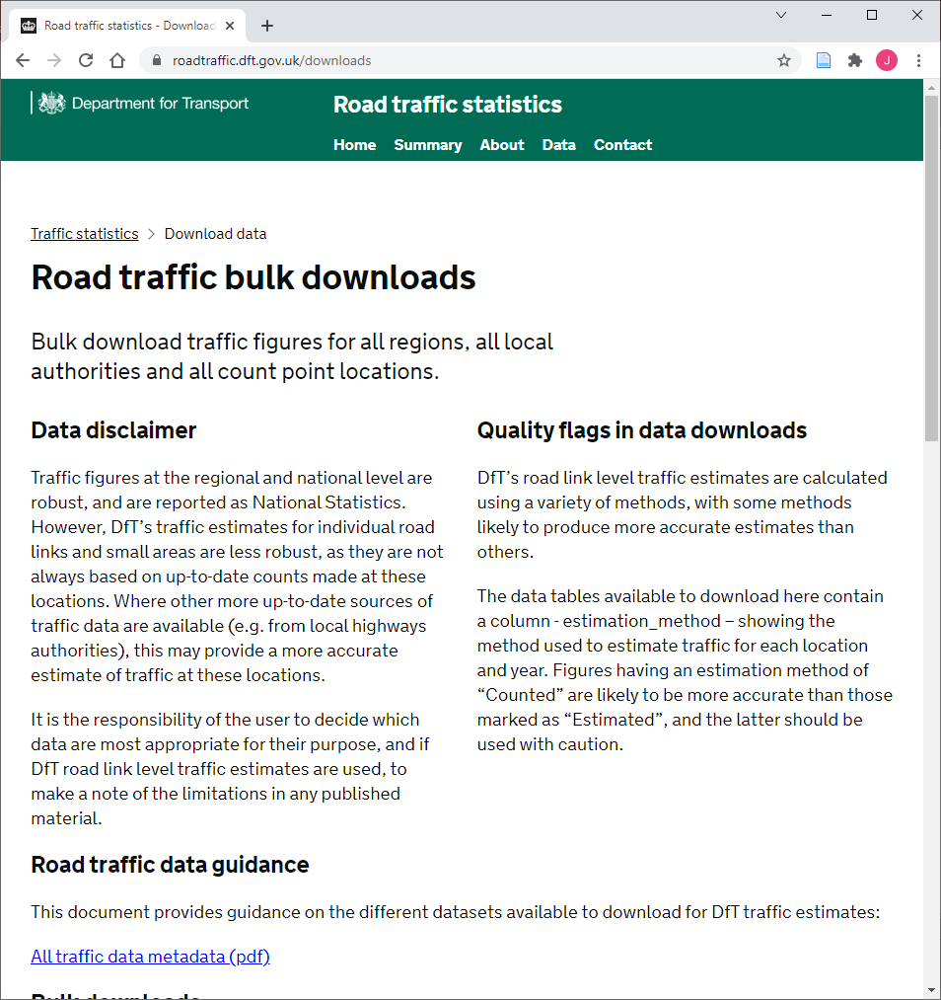 Road traffic statistics - Download
roadtraffic.dft.gov.uk/downloads
J
Department for Transport
Road traffic statistics
Home Summary About Data Contact
Traffic statistics > Download data
Road traffic bulk downloads
Bulk download traffic figures for all regions, all local
authorities and all count point locations.
Data disclaimer
Traffic figures at the regional and national level are
robust, and are reported as National Statistics.
However, DfT’s traffic estimates for individual road
links and small areas are less robust, as they are not
always based on up-to-date counts made at these
locations. Where other more up-to-date sources of
traffic data are available (e.g. from local highways
authorities), this may provide a more accurate
estimate of traffic at these locations.
It is the responsibility of the user to decide which
data are most appropriate for their purpose, and if
DfT road link level traffic estimates are used, to
make a note of the limitations in any published
material.
Quality flags in data downloads
DfT’s road link level traffic estimates are calculated
using a variety of methods, with some methods
likely to produce more accurate estimates than
others.
The data tables available to download here contain
a column - estimation_method – showing the
method used to estimate traffic for each location
and year. Figures having an estimation method of
“Counted” are likely to be more accurate than those
marked as “Estimated”, and the latter should be
used with caution.
Road traffic data guidance
This document provides guidance on the different datasets available to download for DfT traffic estimates:
All traffic data metadata (pdf)
Bulk downloads